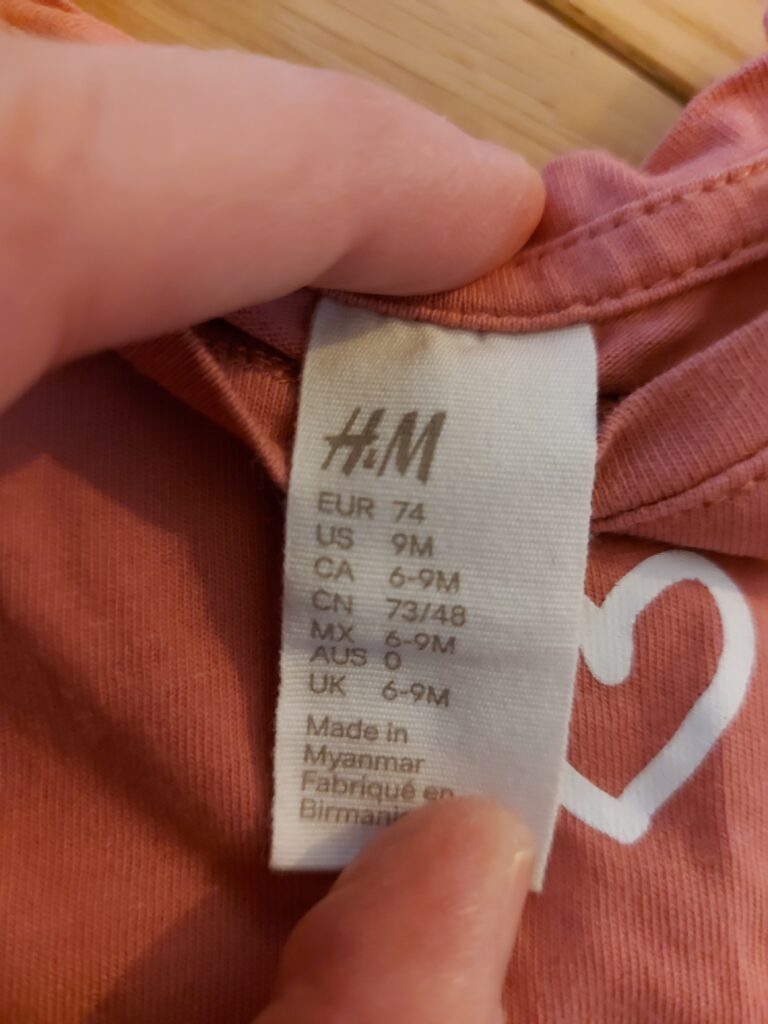 H&M
EUR 74
US 9M
CA 6-9M
CN 73/48
MX 6-9M
AUS 0
UK 6-9M
Made in
Myanmar
Fabriqué en